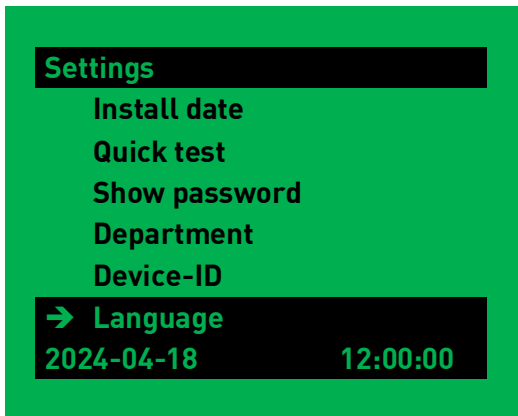 Settings
Install date
Quick test
Show password
Department
Device-ID
➔ Language
2024-04-18 12:00:00